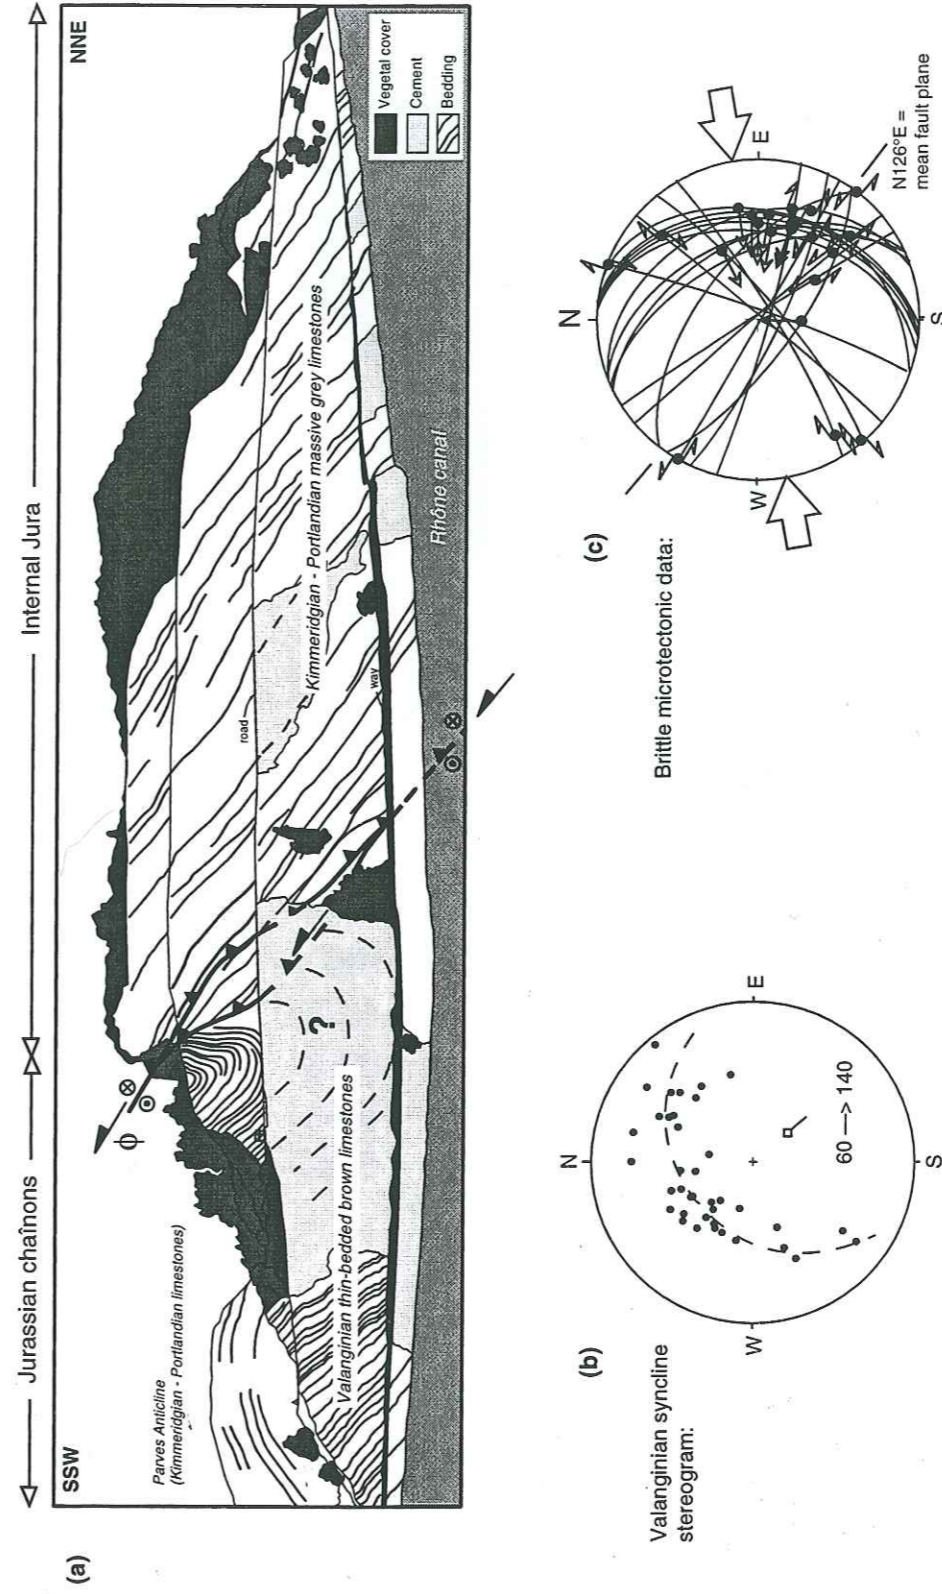 Jurassian chaînons
Internal Jura
(a)
SSW
NNE
Parves Anticline
(Kimmeridgian - Portlandian limestones)
ϕ
road
?
Valanginian thin-bedded brown limestones
Kimmeridgian - Portlandian massive grey limestones
way
Rhône canal
Vegetal cover
Cement
Bedding
Valanginian syncline
stereogram:
(b)
N
W
E
S
60 —> 140
Brittle microtectonic data:
(c)
N
W
E
S
N126°E =
mean fault plane